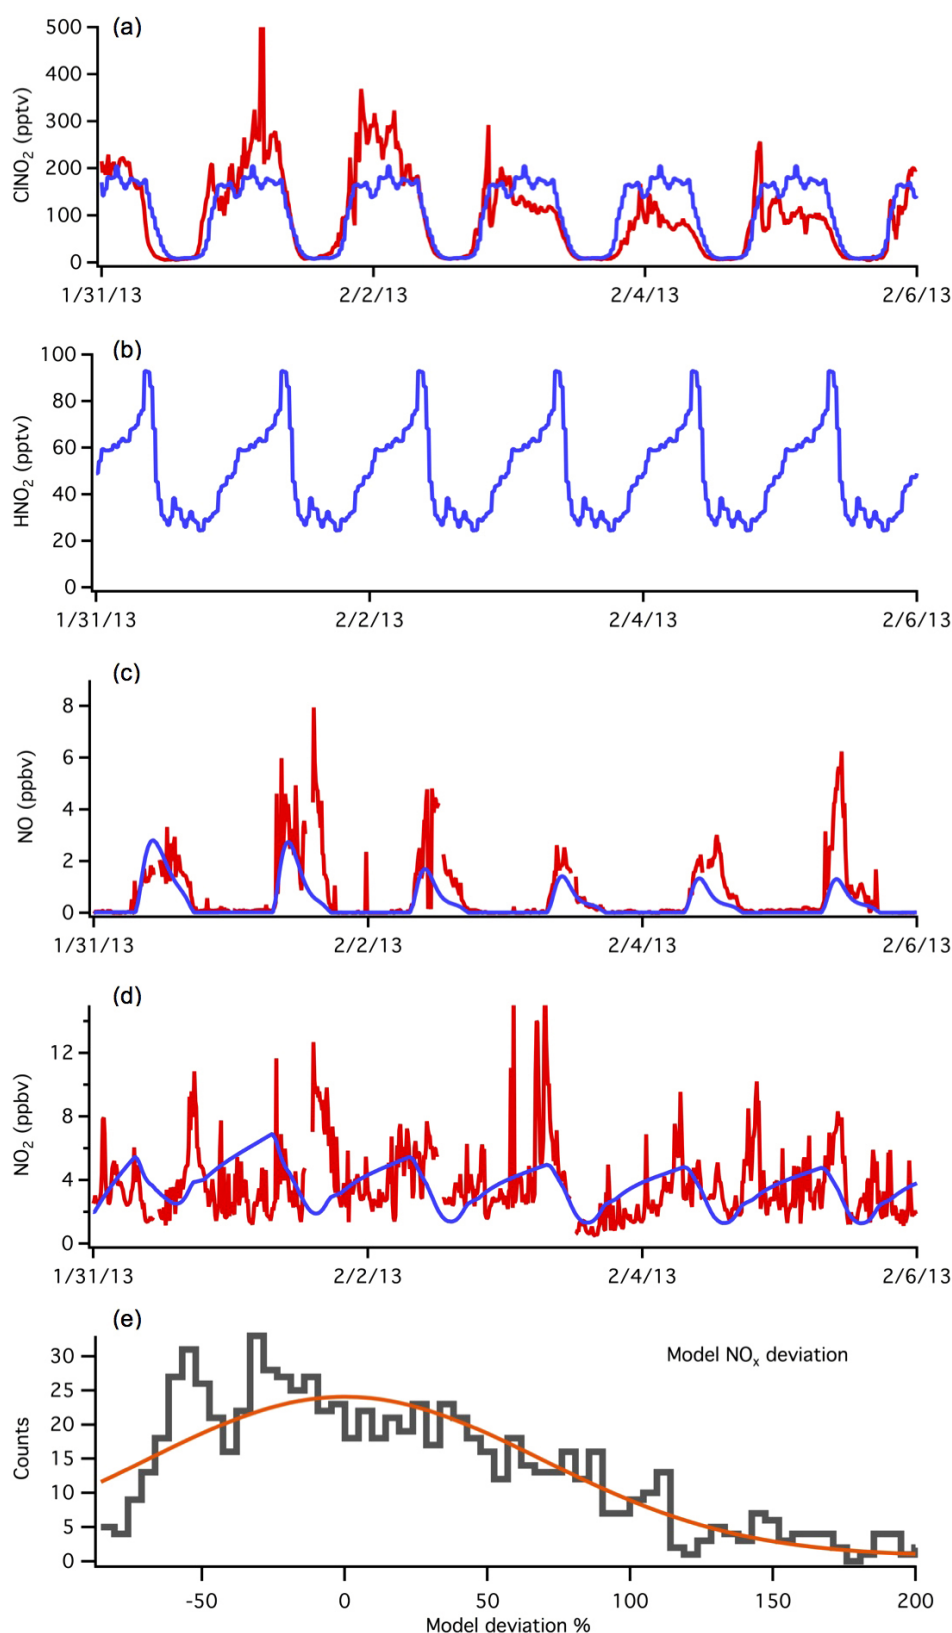 (a)
500
400
300
200
100
0
ClNO2 (pptv)
1/31/13 2/2/13 2/4/13 2/6/13
(b)
100
80
60
40
20
0
HNO2 (pptv)
1/31/13 2/2/13 2/4/13 2/6/13
(c)
8
6
4
2
0
NO (ppbv)
1/31/13 2/2/13 2/4/13 2/6/13
(d)
12
8
4
0
NO2 (ppbv)
1/31/13 2/2/13 2/4/13 2/6/13
(e)
Model NOx deviation
30
25
20
15
10
5
0
Counts
-50 0 50 100 150 200
Model deviation %